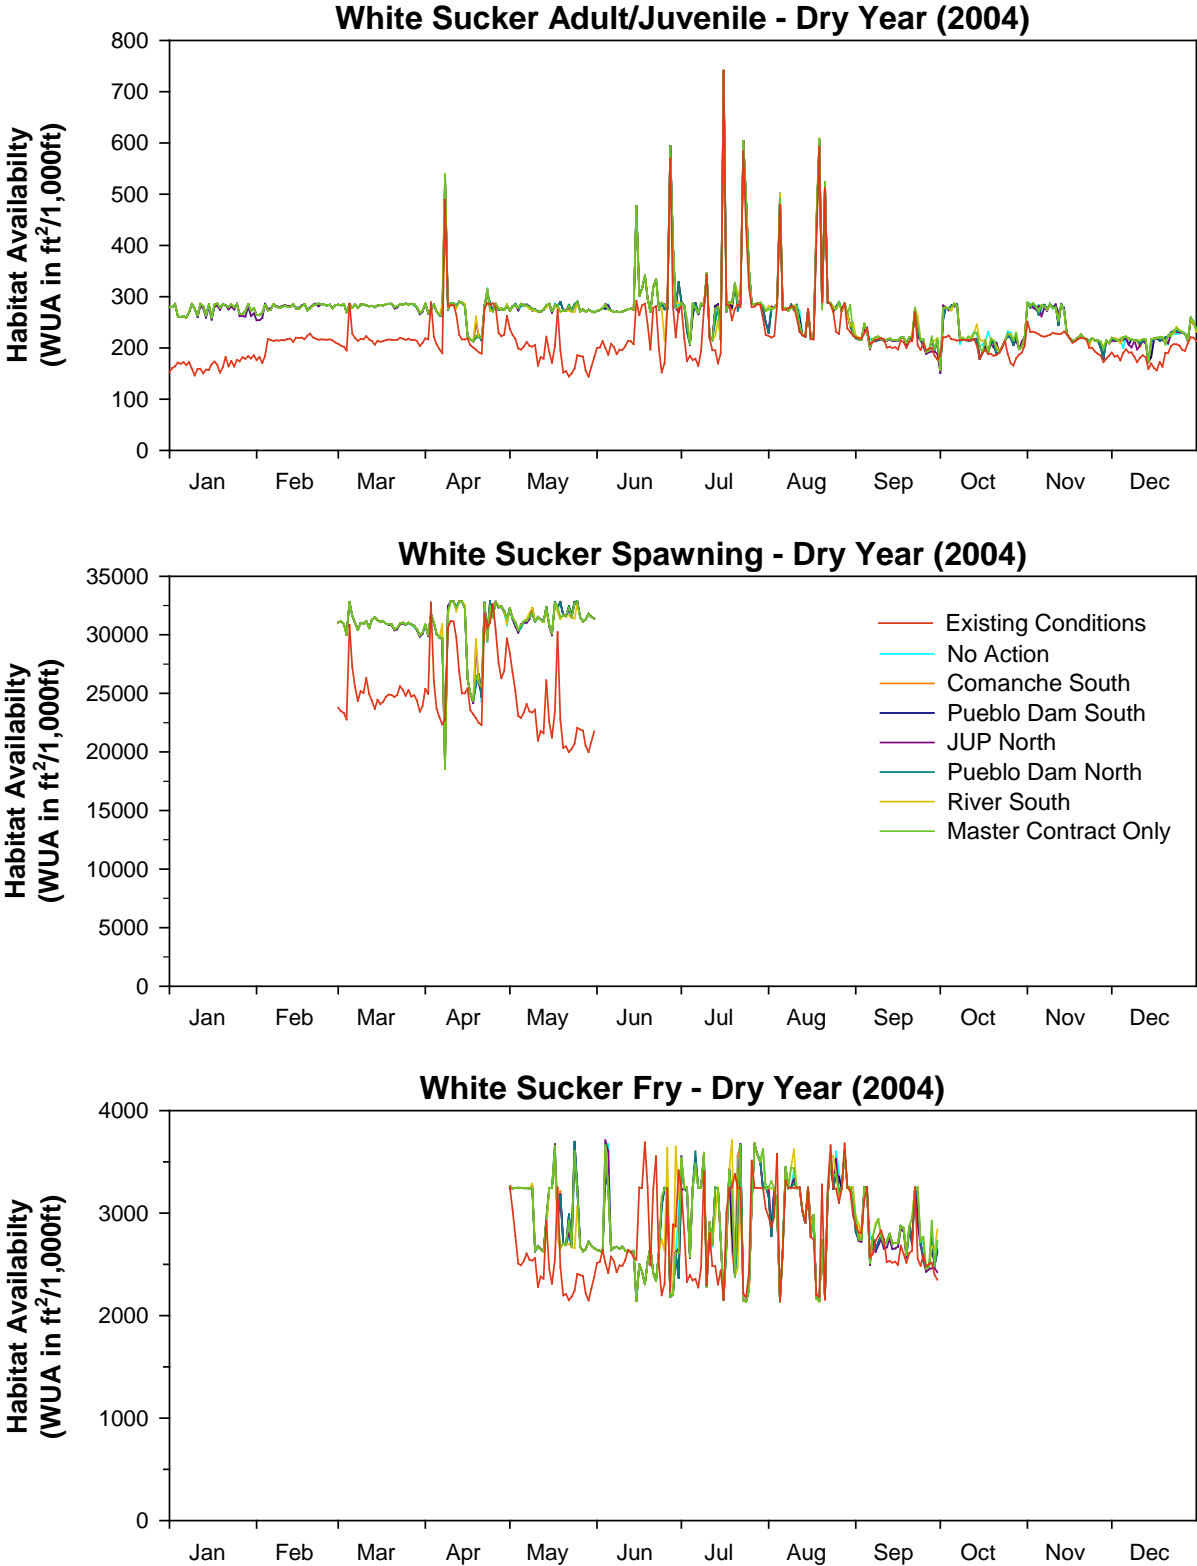 White Sucker Adult/Juvenile - Dry Year (2004)
Habitat Availabilty
(WUA in ft²/1,000ft)
800
700
600
500
400
300
200
100
0
Jan Feb Mar Apr May Jun Jul Aug Sep Oct Nov Dec
White Sucker Spawning - Dry Year (2004)
Habitat Availabilty
(WUA in ft²/1,000ft)
35000
30000
25000
20000
15000
10000
5000
0
Existing Conditions
No Action
Comanche South
Pueblo Dam South
JUP North
Pueblo Dam North
River South
Master Contract Only
Jan Feb Mar Apr May Jun Jul Aug Sep Oct Nov Dec
White Sucker Fry - Dry Year (2004)
Habitat Availabilty
(WUA in ft²/1,000ft)
4000
3000
2000
1000
0
Jan Feb Mar Apr May Jun Jul Aug Sep Oct Nov Dec